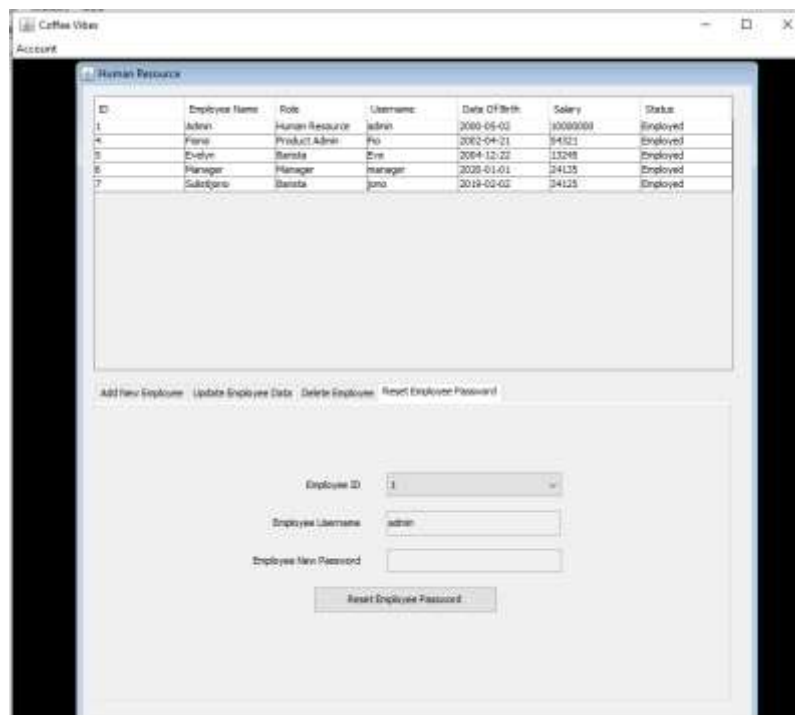 Coffee Vibes
Account
Human Resource
ID Employee Name Role Username Date Of Birth Salary Status
1 Admin Human Resource admin 2000-05-02 10000000 Employed
4 Product Admin Fio 2002-04-21 54321 Employed
5 Evelyn Barista Eve 2004-12-22 Employed
6 Manager Manager manager 2020-01-01 24135 Employed
7 Barista jono 2019-02-02 24125 Employed
Add New Employee Update Employee Data Delete Employee Reset Employee Password
Employee ID 1
Employee Username admin
Employee New Password
Reset Employee Password